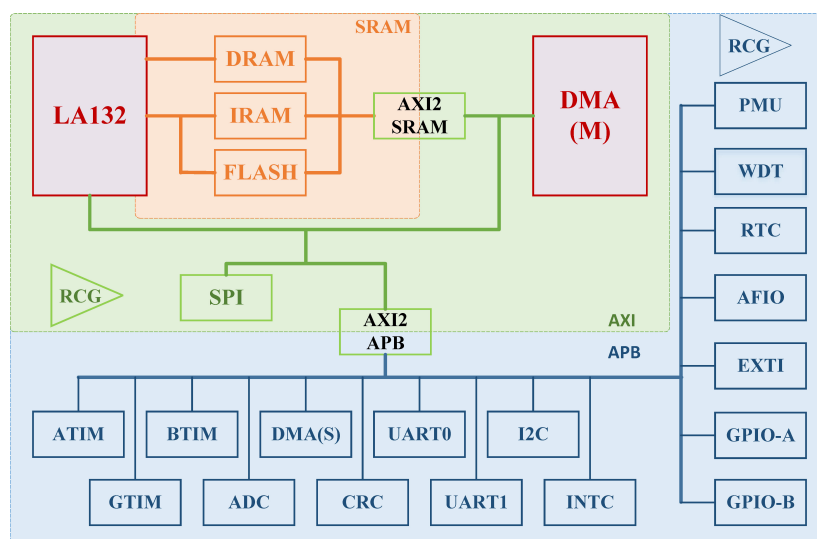 SRAM
RCG
DRAM
LA132
IRAM
FLASH
AXI2
SRAM
DMA
(M)
PMU
WDT
RTC
AFIO
EXTI
GPIO-A
GPIO-B
RCG
SPI
AXI2
APB
AXI
APB
ATIM
BTIM
DMA(S)
UART0
I2C
GTIM
ADC
CRC
UART1
INTC